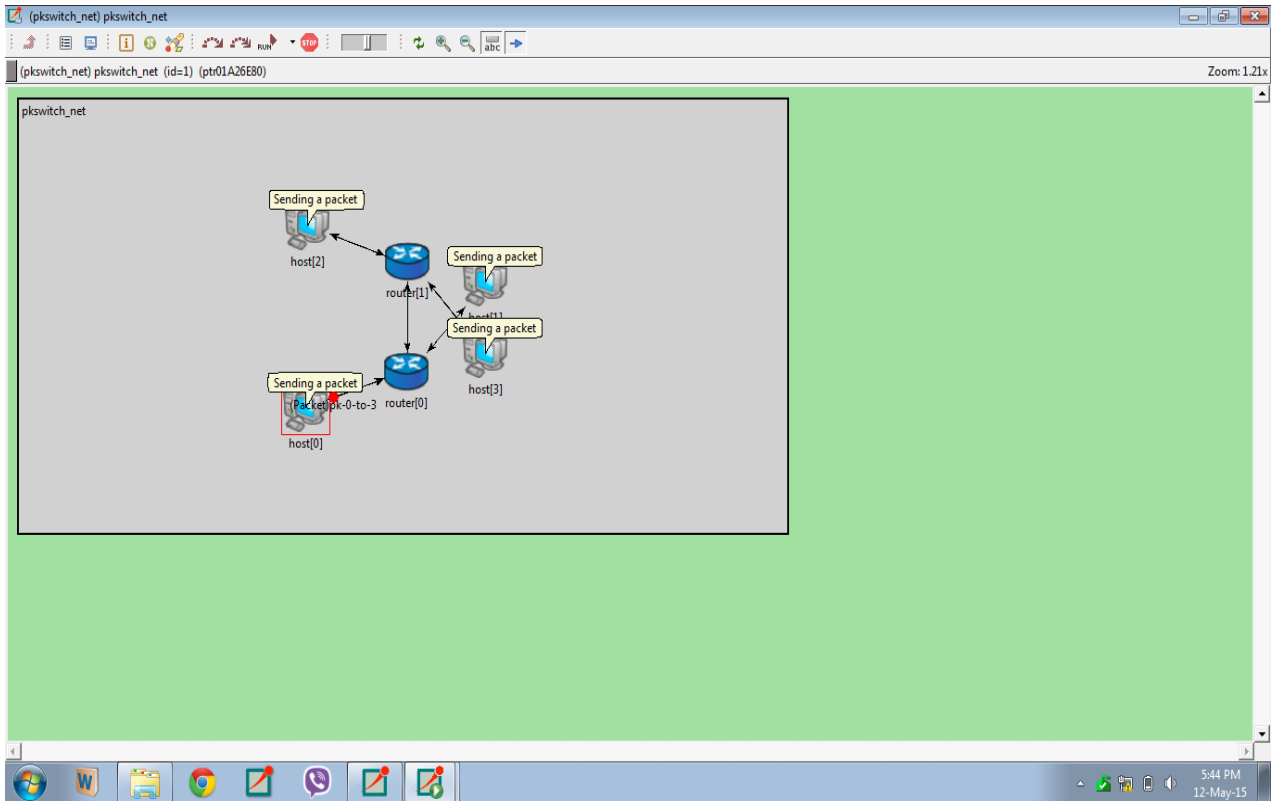 (pkswitch_net) pkswitch_net
RUN
STOP
abc
(pkswitch_net) pkswitch_net (id=1) (ptr01A26E80)
Zoom: 1.21x
pkswitch_net
Sending a packet
host[2]
Sending a packet
router[1]
host[1]
Sending a packet
host[3]
Sending a packet
(Packet)pk-0-to-3
router[0]
host[0]
W
5:44 PM
12-May-15